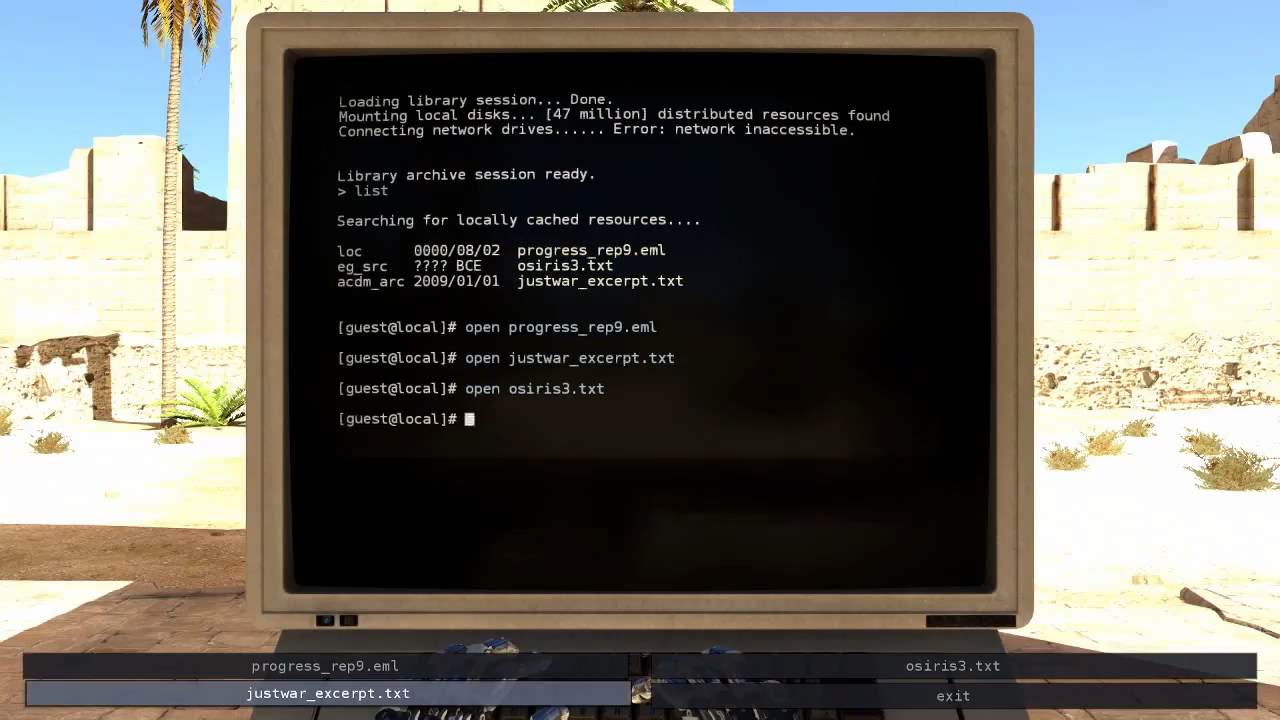 Loading library session... Done.
Mounting local disks... [47 million] distributed resources found
Connecting network drives...... Error: network inaccessible.
Library archive session ready.
> list
Searching for locally cached resources....
loc 0000/08/02 progress_rep9.eml
eg_src ???? BCE osiris3.txt
acdm_arc 2009/01/01 justwar_excerpt.txt
[guest@local]# open progress_rep9.eml
[guest@local]# open justwar_excerpt.txt
[guest@local]# open osiris3.txt
[guest@local]#
progress_rep9.eml osiris3.txt
justwar_excerpt.txt exit